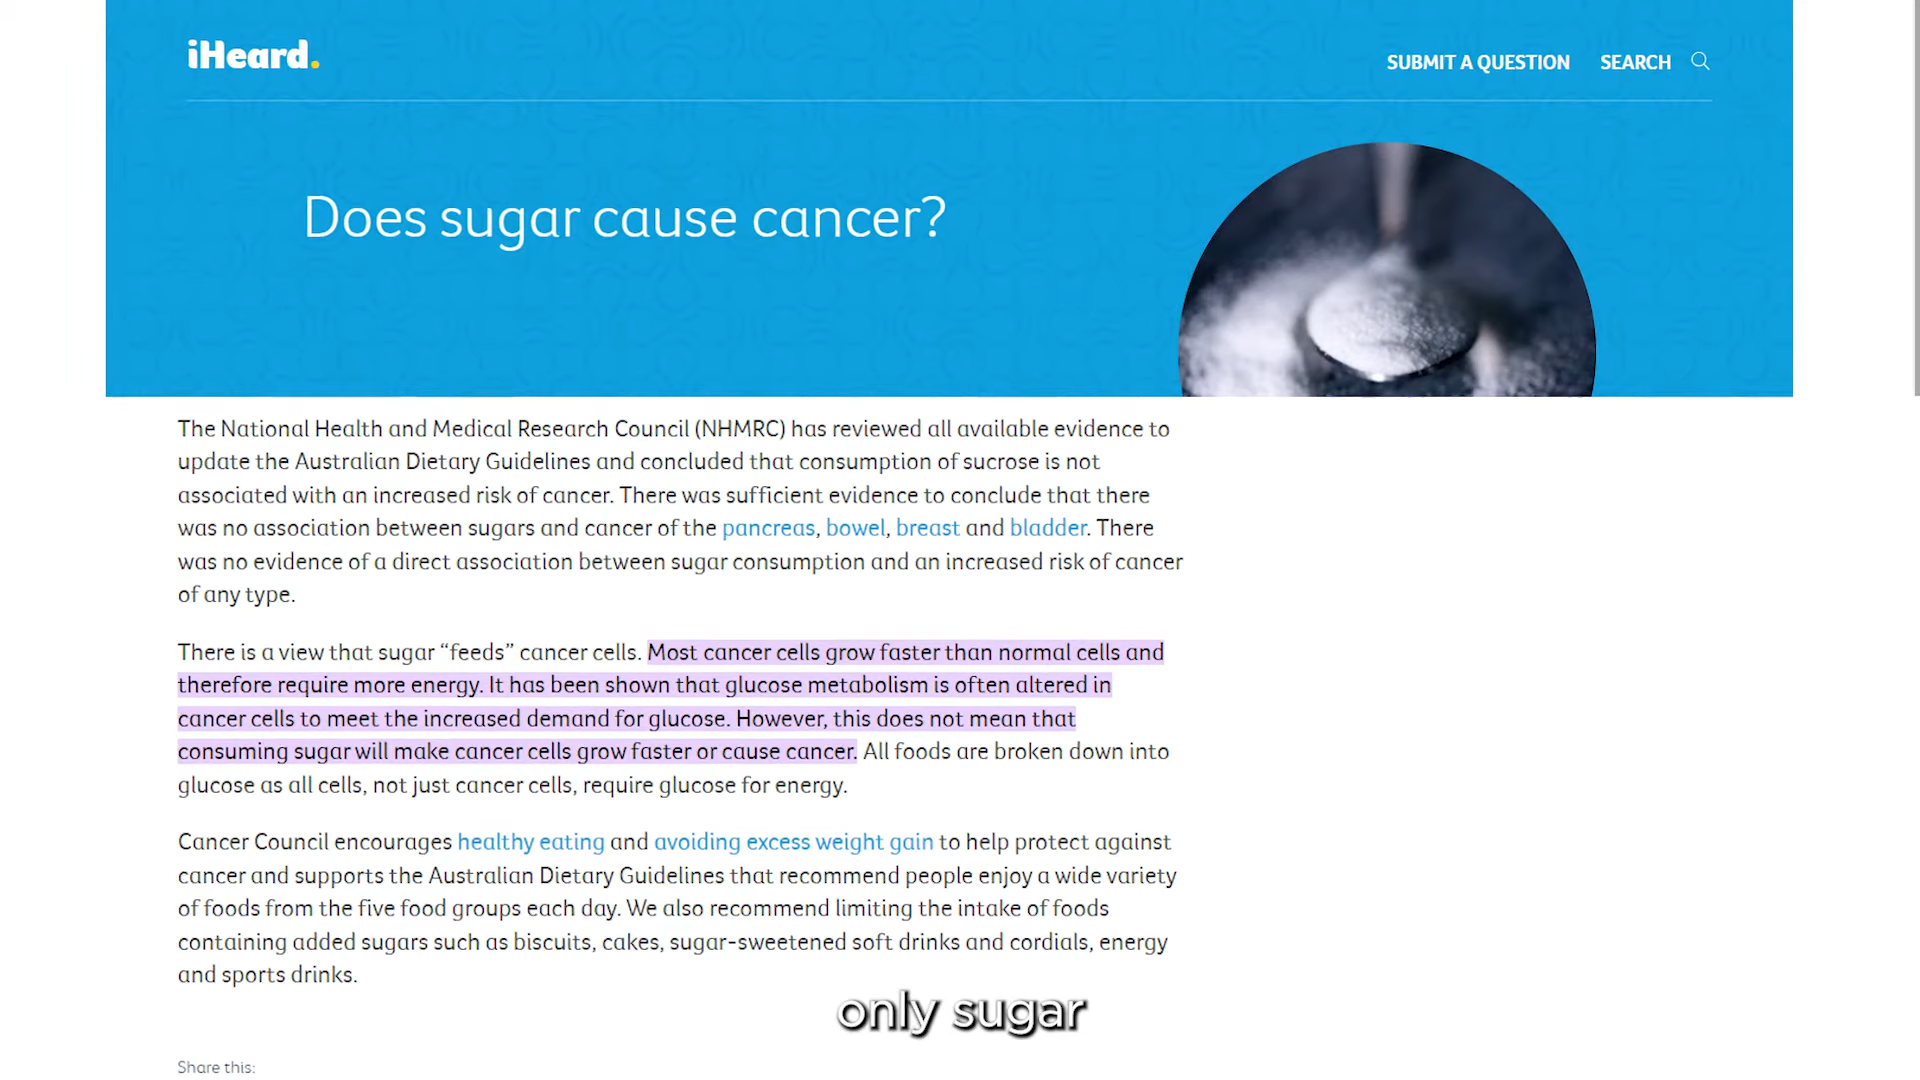 iHeard.
SUBMIT A QUESTION SEARCH
Does sugar cause cancer?
The National Health and Medical Research Council (NHMRC) has reviewed all available evidence to
update the Australian Dietary Guidelines and concluded that consumption of sucrose is not
associated with an increased risk of cancer. There was sufficient evidence to conclude that there
was no association between sugars and cancer of the pancreas, bowel, breast and bladder. There
was no evidence of a direct association between sugar consumption and an increased risk of cancer
of any type.
There is a view that sugar “feeds” cancer cells. Most cancer cells grow faster than normal cells and
therefore require more energy. It has been shown that glucose metabolism is often altered in
cancer cells to meet the increased demand for glucose. However, this does not mean that
consuming sugar will make cancer cells grow faster or cause cancer. All foods are broken down into
glucose as all cells, not just cancer cells, require glucose for energy.
Cancer Council encourages healthy eating and avoiding excess weight gain to help protect against
cancer and supports the Australian Dietary Guidelines that recommend people enjoy a wide variety
of foods from the five food groups each day. We also recommend limiting the intake of foods
containing added sugars such as biscuits, cakes, sugar-sweetened soft drinks and cordials, energy
and sports drinks.
only sugar
Share this: